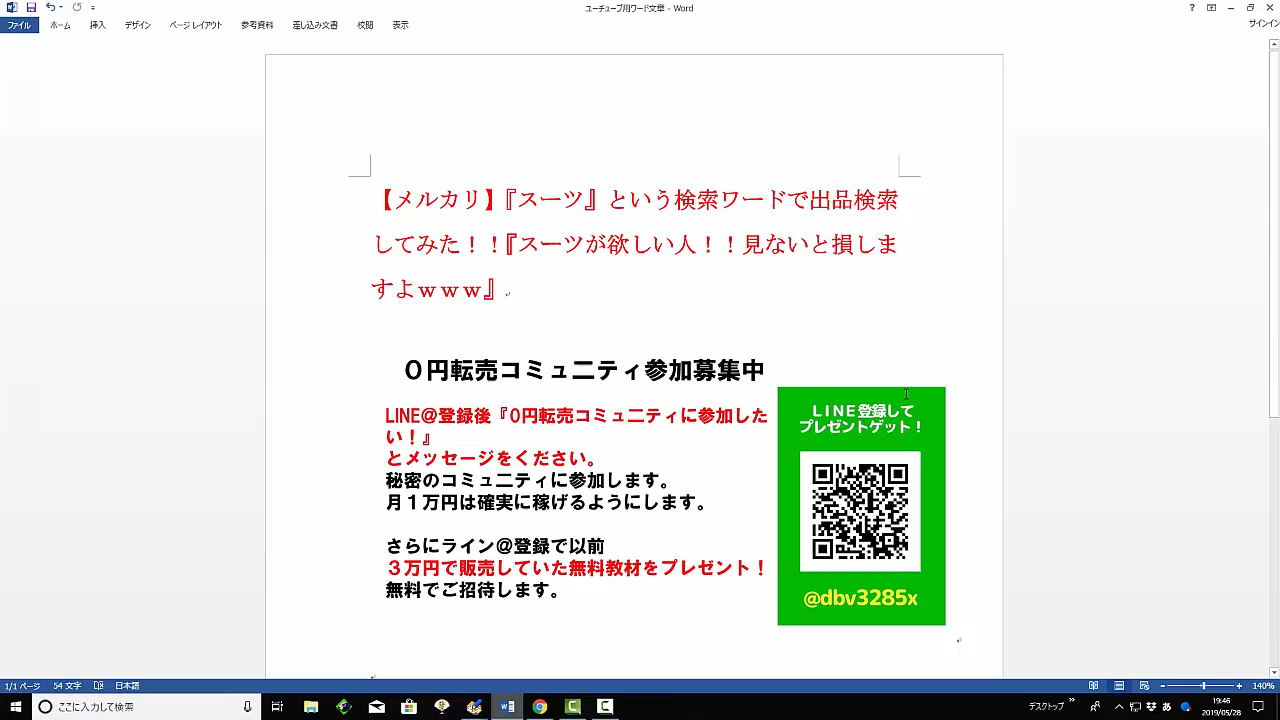 ユーチューブ用ワード文章 - Word
サインイン
ファイル ホーム 挿入 デザイン ページ レイアウト 参考資料 差し込み文書 校閲 表示
【メルカリ】『スーツ』という検索ワードで出品検索
してみた！！『スーツが欲しい人！！見ないと損しま
すよｗｗｗ』
０円転売コミュニティ参加募集中
LINE@登録後『0円転売コミュニティに参加した
い！』
とメッセージをください。
秘密のコミュニティに参加します。
月１万円は確実に稼げるようにします。
さらにライン@登録で以前
３万円で販売していた無料教材をプレゼント！
無料でご招待します。
ＬＩＮＥ登録して
プレゼントゲット！
@dbv3285x
1/1 ページ 54 文字 日本語
140%
ここに入力して検索
デスクトップ
19:46
2019/05/28